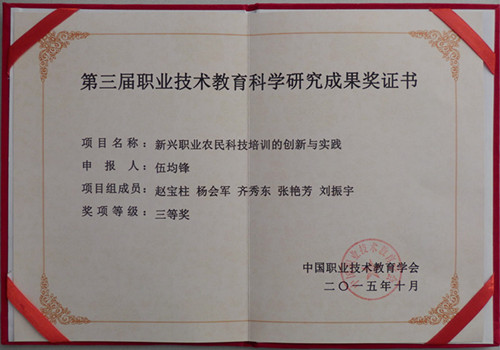 第三届职业技术教育科学研究成果奖证书
项目名称：新兴职业农民科技培训的创新与实践
申报人：伍均锋
项目组成员：赵宝柱 杨会军 齐秀东 张艳芳 刘振宇
奖项等级：三等奖
中国职业技术教育学会
二〇一五年十月